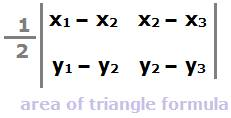 1/2 | x₁ – x₂ x₂ – x₃ |
| y₁ – y₂ y₂ – y₃ |
area of triangle formula